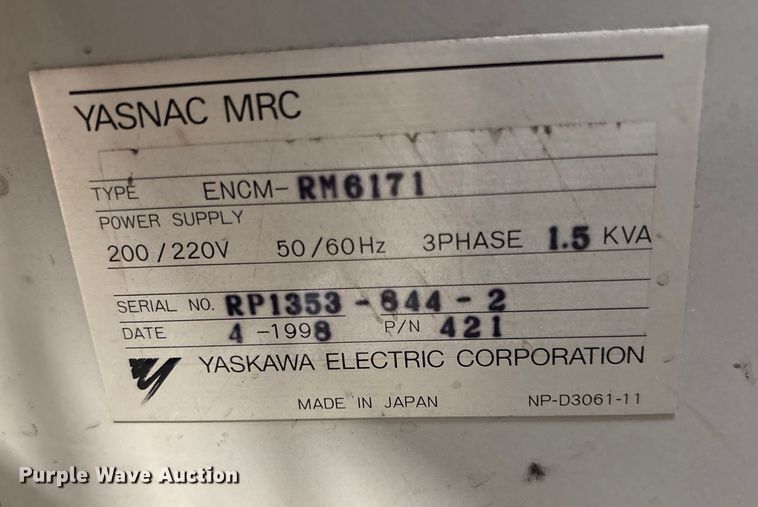 YASNAC MRC
TYPE ENCM-RM6171
POWER SUPPLY
200/220V 50/60Hz 3PHASE 1.5 KVA
SERIAL NO. RP1353-844-2
DATE 4-1998 P/N 421
YASKAWA ELECTRIC CORPORATION
MADE IN JAPAN NP-D3061-11
Purple Wave Auction